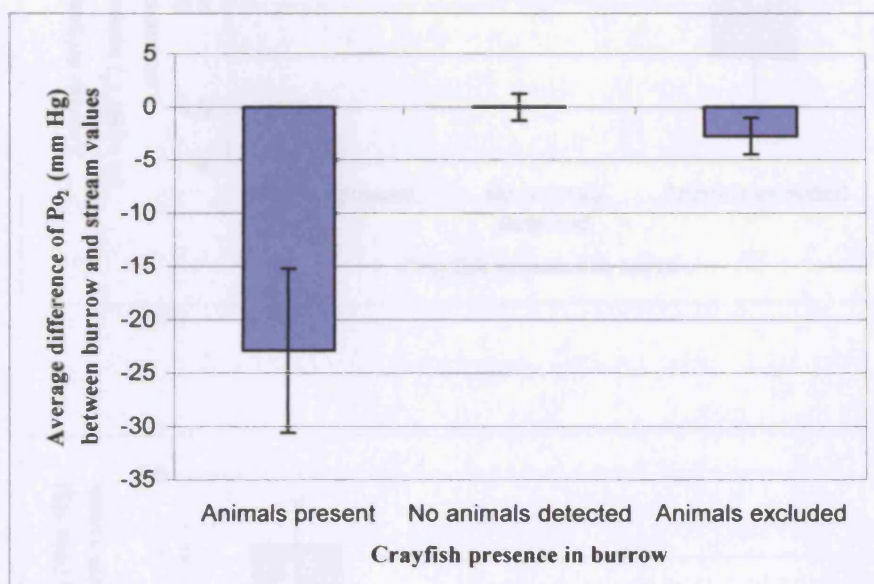 Average difference of Po₂ (mm Hg)
between burrow and stream values
5
0
-5
-10
-15
-20
-25
-30
-35
Animals present
No animals detected
Animals excluded
Crayfish presence in burrow